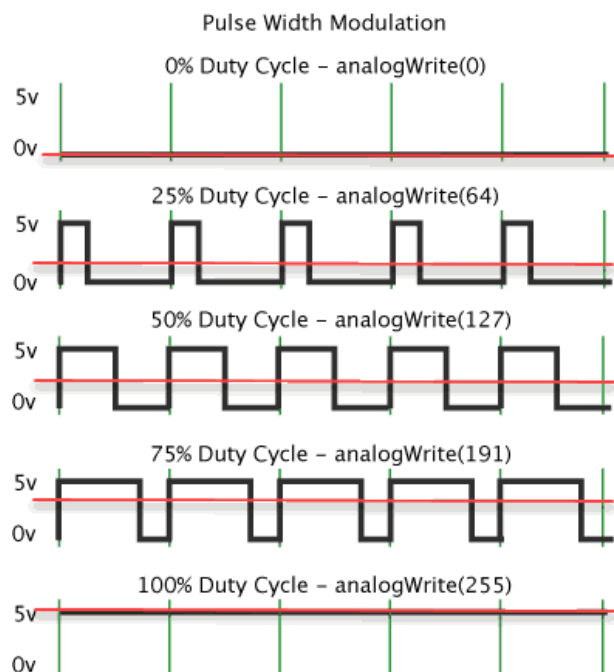 Pulse Width Modulation
0% Duty Cycle – analogWrite(0)
5v
0v
25% Duty Cycle – analogWrite(64)
5v
0v
50% Duty Cycle – analogWrite(127)
5v
0v
75% Duty Cycle – analogWrite(191)
5v
0v
100% Duty Cycle – analogWrite(255)
5v
0v